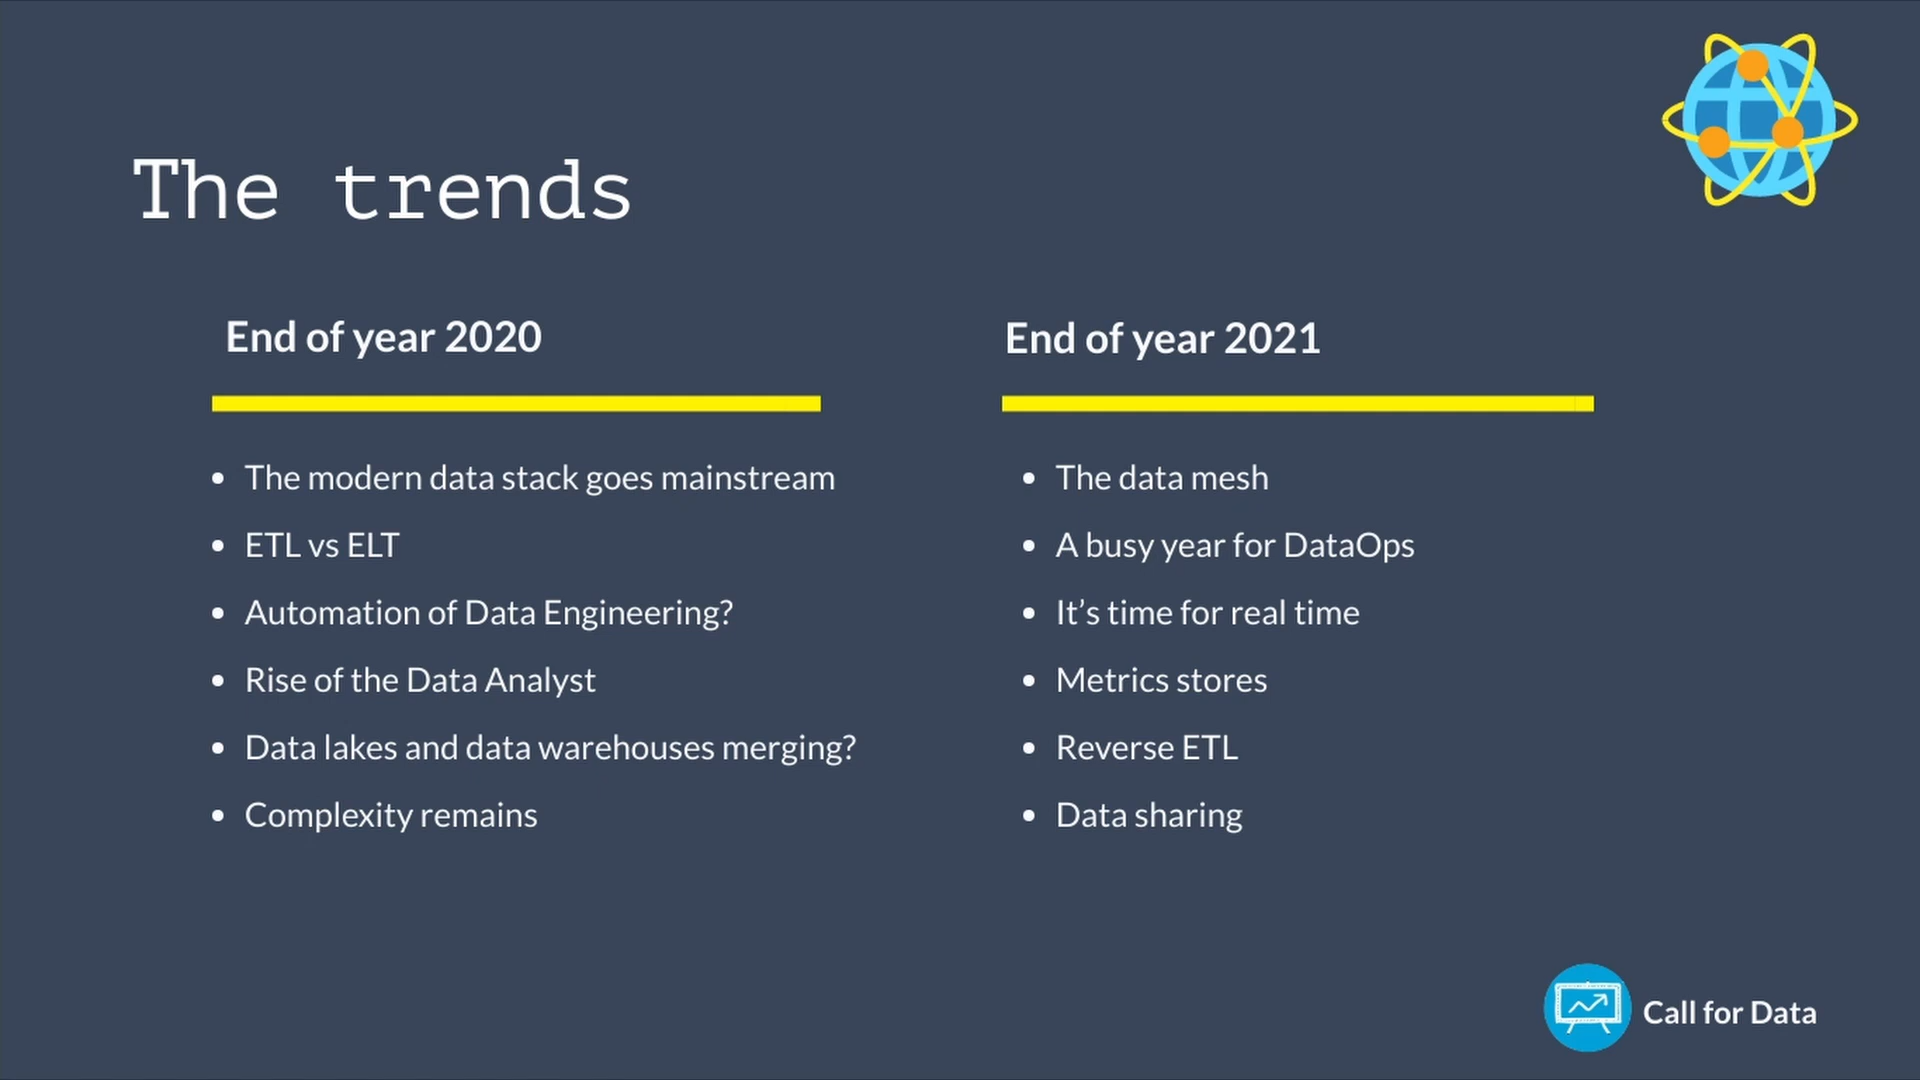 The trends
End of year 2020
The modern data stack goes mainstream
ETL vs ELT
Automation of Data Engineering?
Rise of the Data Analyst
Data lakes and data warehouses merging?
Complexity remains
End of year 2021
The data mesh
A busy year for DataOps
It’s time for real time
Metrics stores
Reverse ETL
Data sharing
Call for Data